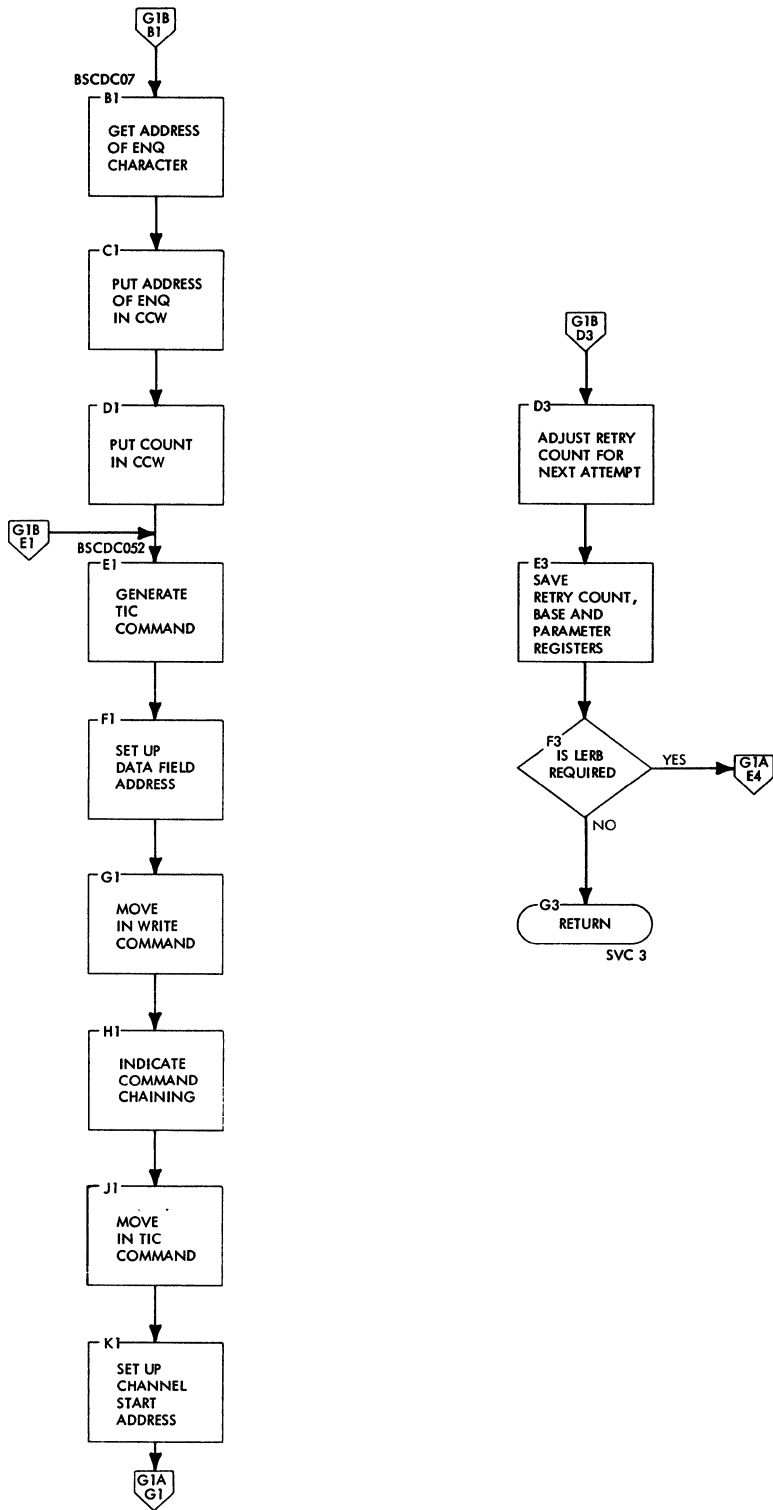 G1B
B1
BSCDC07
B1
GET ADDRESS
OF ENQ
CHARACTER
C1
PUT ADDRESS
OF ENQ
IN CCW
D1
PUT COUNT
IN CCW
G1B
E1
BSCDC052
E1
GENERATE
TIC
COMMAND
F1
SET UP
DATA FIELD
ADDRESS
G1
MOVE
IN WRITE
COMMAND
H1
INDICATE
COMMAND
CHAINING
J1
MOVE
IN TIC
COMMAND
K1
SET UP
CHANNEL
START
ADDRESS
G1A
G1
G1B
D3
D3
ADJUST RETRY
COUNT FOR
NEXT ATTEMPT
E3
SAVE
RETRY COUNT,
BASE AND
PARAMETER
REGISTERS
F3
IS LERB
REQUIRED
YES
G1A
E4
NO
G3
RETURN
SVC 3